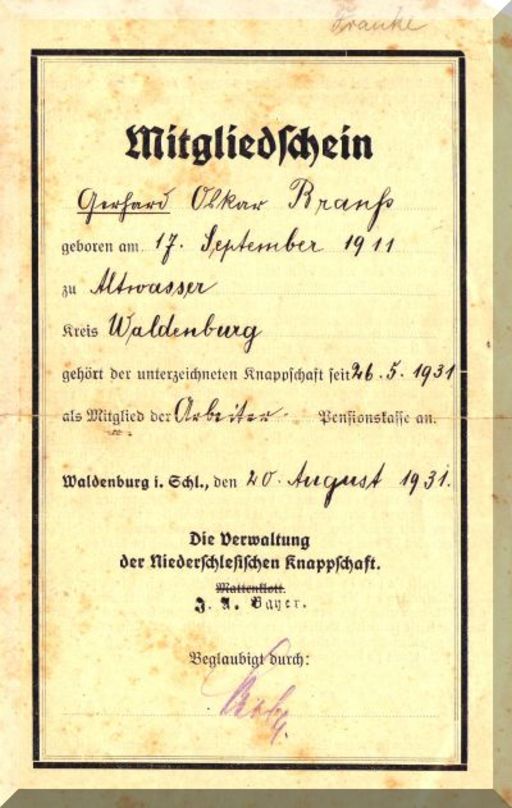 Franke
Mitgliedschein
Gerhard Oskar
geboren am 17. September 1911
zu Altwasser
Kreis Waldenburg
gehört der unterzeichneten Knappschaft seit 26.5.1931
als Mitglied der Arbeiter- Pensionskasse an.
Waldenburg i. Schl., den 20. August 1931.
Die Verwaltung
der Niederschlesischen Knappschaft.
Mattenklott.
J. A. Bayer.
Beglaubigt durch: